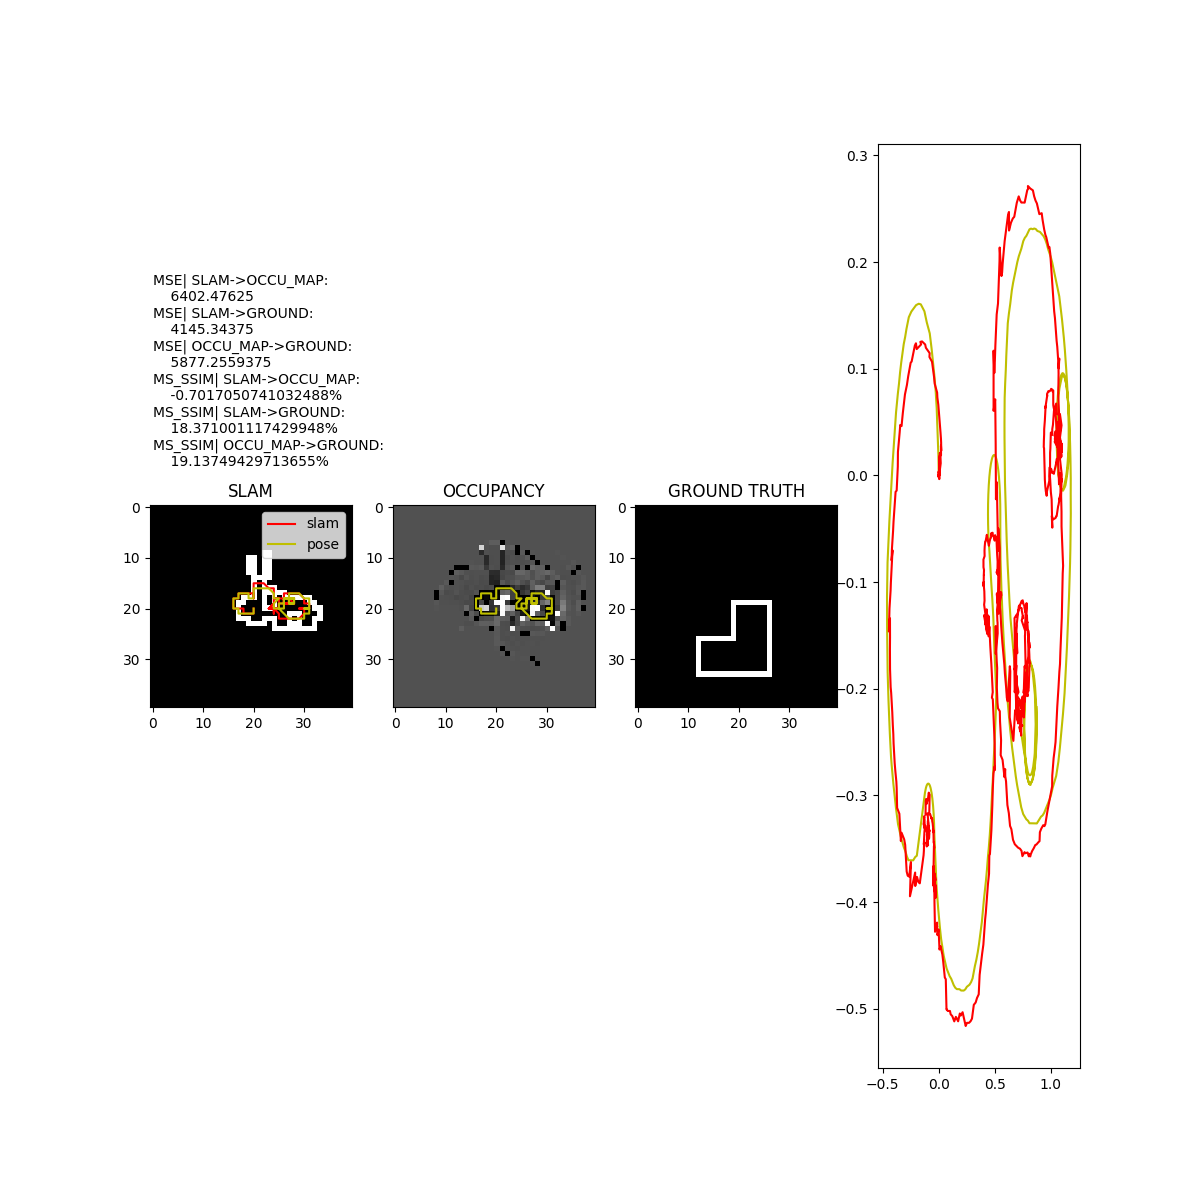 MSE| SLAM->OCCU_MAP:
6402.47625
MSE| SLAM->GROUND:
4145.34375
MSE| OCCU_MAP->GROUND:
5877.2559375
MS_SSIM| SLAM->OCCU_MAP:
-0.7017050741032488%
MS_SSIM| SLAM->GROUND:
18.371001117429948%
MS_SSIM| OCCU_MAP->GROUND:
19.13749429713655%
SLAM
slam
pose
0
10
20
30
0 10 20 30
OCCUPANCY
0
10
20
30
0 10 20 30
GROUND TRUTH
0
10
20
30
0 10 20 30
0.3
0.2
0.1
0.0
−0.1
−0.2
−0.3
−0.4
−0.5
−0.5 0.0 0.5 1.0